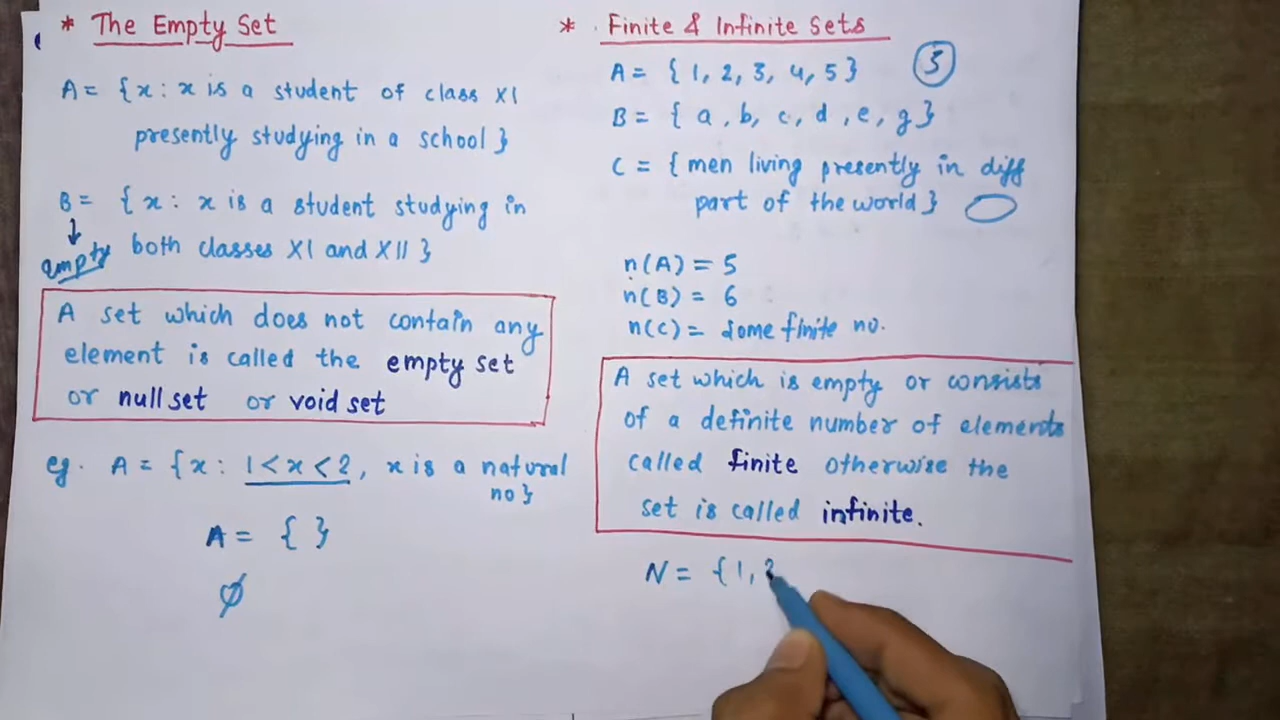 * The Empty Set
A = {x : x is a student of class XI
presently studying in a school}
B = {x : x is a student studying in
both classes XI and XII}
empty
A set which does not contain any
element is called the empty set
or null set or void set
eg. A = {x : 1 < x < 2, x is a natural
no}
A = { }
φ
* Finite & Infinite Sets
A = {1, 2, 3, 4, 5} 5
B = {a, b, c, d, e, g}
C = {men living presently in diff
part of the world}
n(A) = 5
n(B) = 6
n(C) = Some finite no.
A set which is empty or consists
of a definite number of elements
called finite otherwise the
set is called infinite.
N = {1, 2